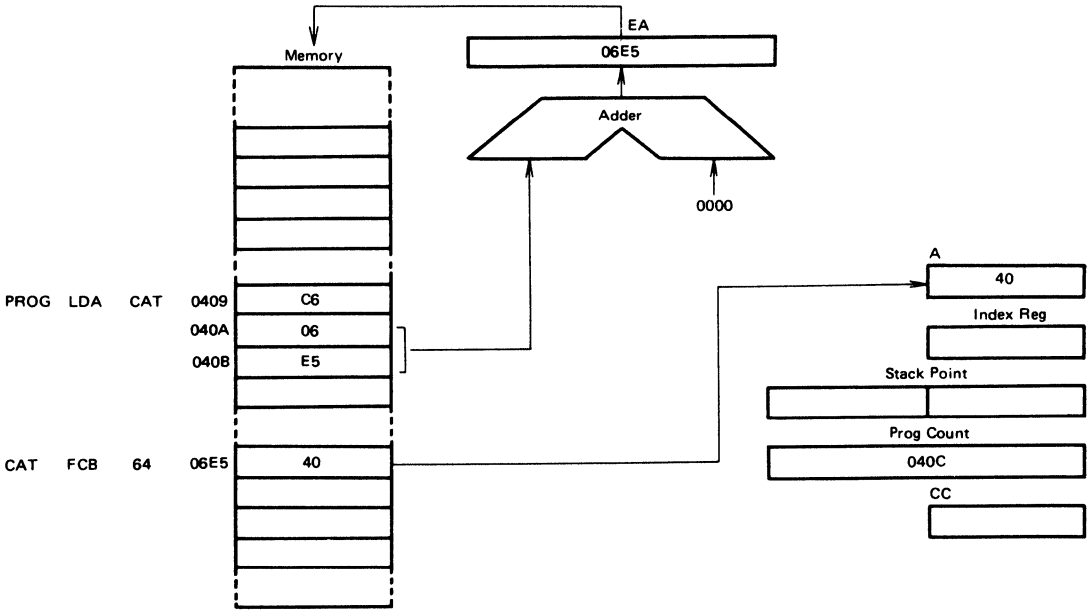 EA
06E5
Memory
Adder
0000
A
40
PROG LDA CAT 0409 C6
Index Reg
040A 06
040B E5
Stack Point
Prog Count
CAT FCB 64 06E5 40
040C
CC